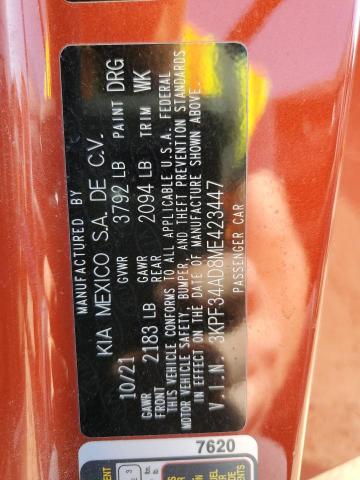 MANUFACTURED BY
KIA MEXICO S.A. DE C.V.
10/21 GVWR 3792 LB PAINT DRG
GAWR FRONT 2183 LB GAWR REAR 2094 LB TRIM WK
THIS VEHICLE CONFORMS TO ALL APPLICABLE U.S.A. FEDERAL
MOTOR VEHICLE SAFETY, BUMPER, AND THEFT PREVENTION STANDARDS
IN EFFECT ON THE DATE OF MANUFACTURE SHOWN ABOVE.
V.I.N. 3KPF34AD8ME423447
PASSENGER CAR
7620